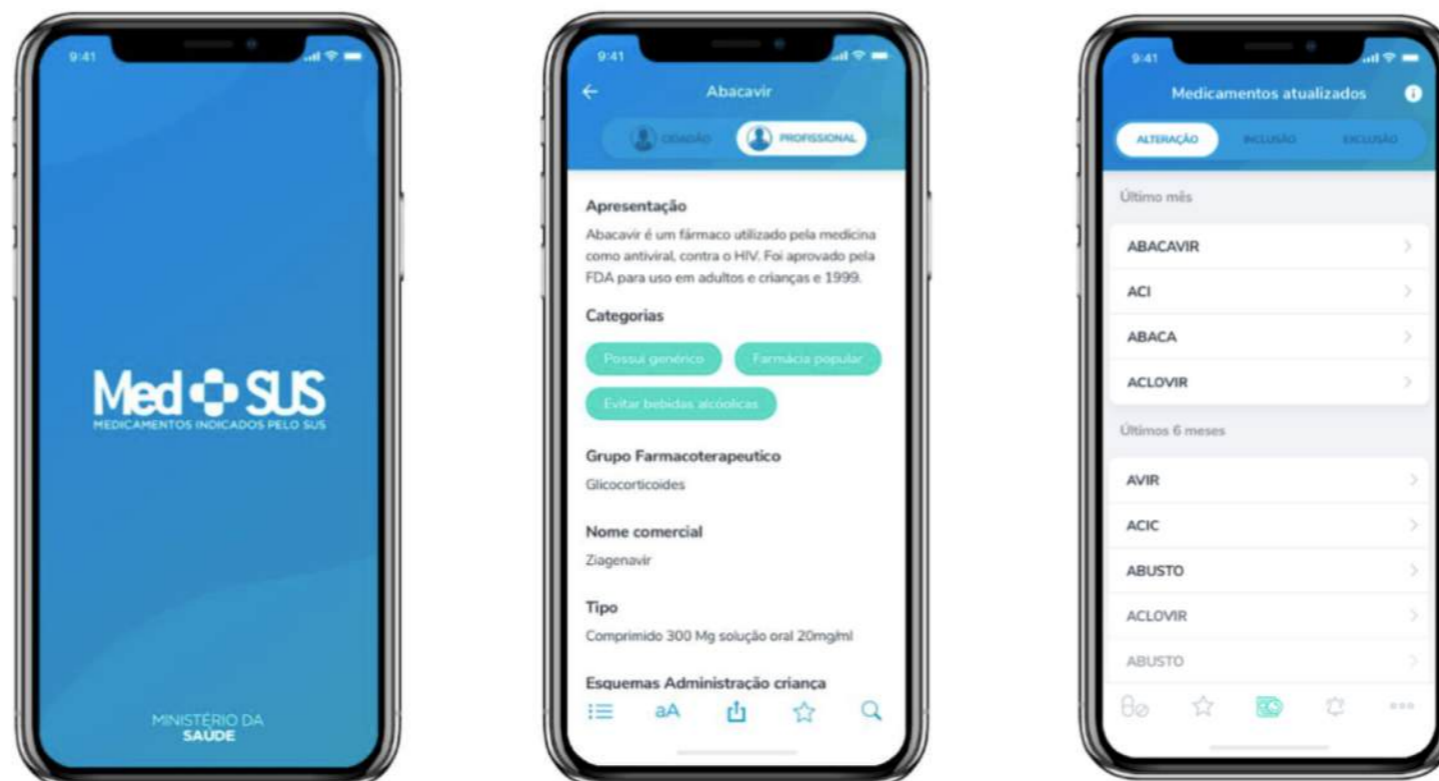 9:41
Med SUS
MEDICAMENTOS INDICADOS PELO SUS
MINISTÉRIO DA
SAÚDE
9:41
Abacavir
CIDADÃO
PROFISSIONAL
Apresentação
Abacavir é um fármaco utilizado pela medicina
como antiviral, contra o HIV. Foi aprovado pela
FDA para uso em adultos e crianças e 1999.
Categorias
Possui genérico
Farmácia popular
Evitar bebidas alcóolicas
Grupo Farmacoterapeutico
Glicocorticoides
Nome comercial
Ziagenavir
Tipo
Comprimido 300 Mg solução oral 20mg/ml
Esquemas Administração criança
aA
9:41
Medicamentos atualizados
ALTERAÇÃO
INCLUSÃO
EXCLUSÃO
Último mês
ABACAVIR
ACI
ABACA
ACLOVIR
Últimos 6 meses
AVIR
ACIC
ABUSTO
ACLOVIR
ABUSTO